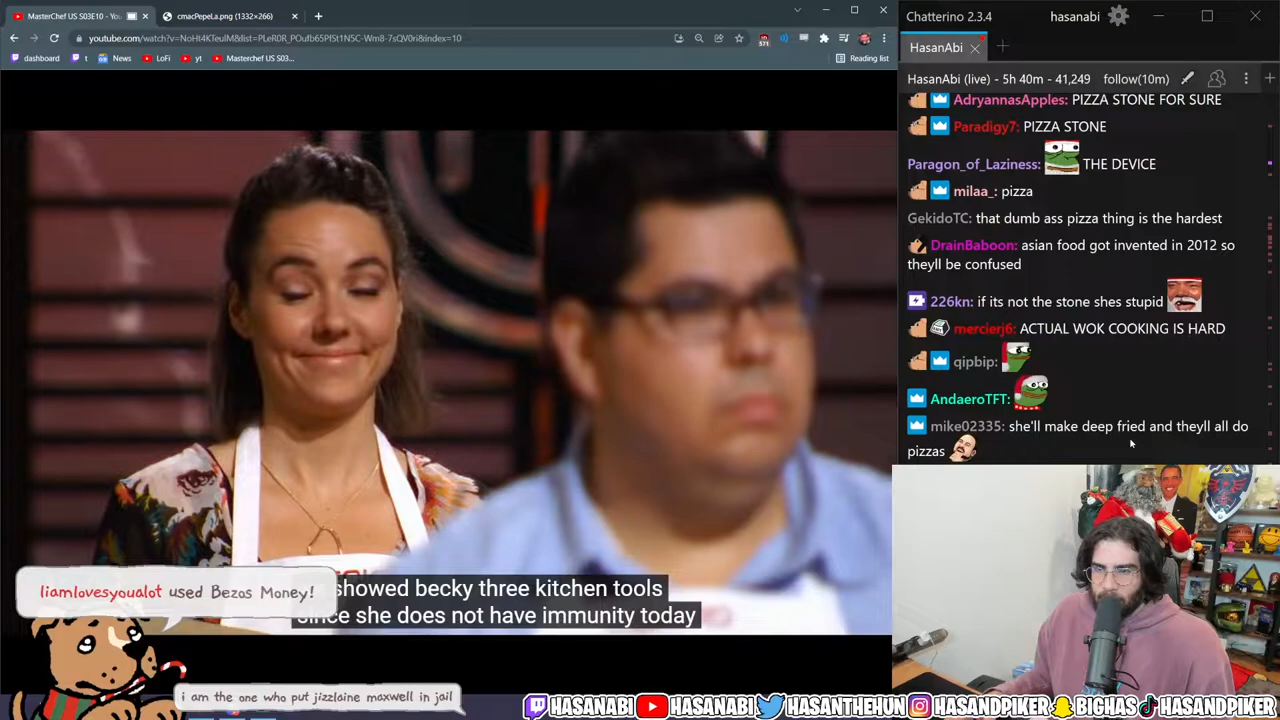 MasterChef US S03E10 - You
cmacPepeLa.png (1332×266)
youtube.com/watch?v=NoHt4KTeulM&list=PLeR0R_POufb65PfSt1N5C-Wm8-7sQV0ri&index=10
571
dashboard
t
News
LoFi
yt
Masterchef US S03...
Reading list
showed becky three kitchen tools
since she does not have immunity today
liamlovesyoualot used Bezos Money!
i am the one who put jizzlaine maxwell in jail
Chatterino 2.3.4
hasanabi
HasanAbi
HasanAbi (live) - 5h 40m - 41,249
follow(10m)
AdryannasApples: PIZZA STONE FOR SURE
Paradigy7: PIZZA STONE
Paragon_of_Laziness: THE DEVICE
milaa_: pizza
GekidoTC: that dumb ass pizza thing is the hardest
DrainBaboon: asian food got invented in 2012 so
theyll be confused
226kn: if its not the stone shes stupid
mercierj6: ACTUAL WOK COOKING IS HARD
qipbip:
AndaeroTFT:
mike02335: she'll make deep fried and theyll all do
pizzas
HASANABI
HASANABI
HASANTHEHUN
HASANDPIKER
BIGHAS
HASANDPIKER